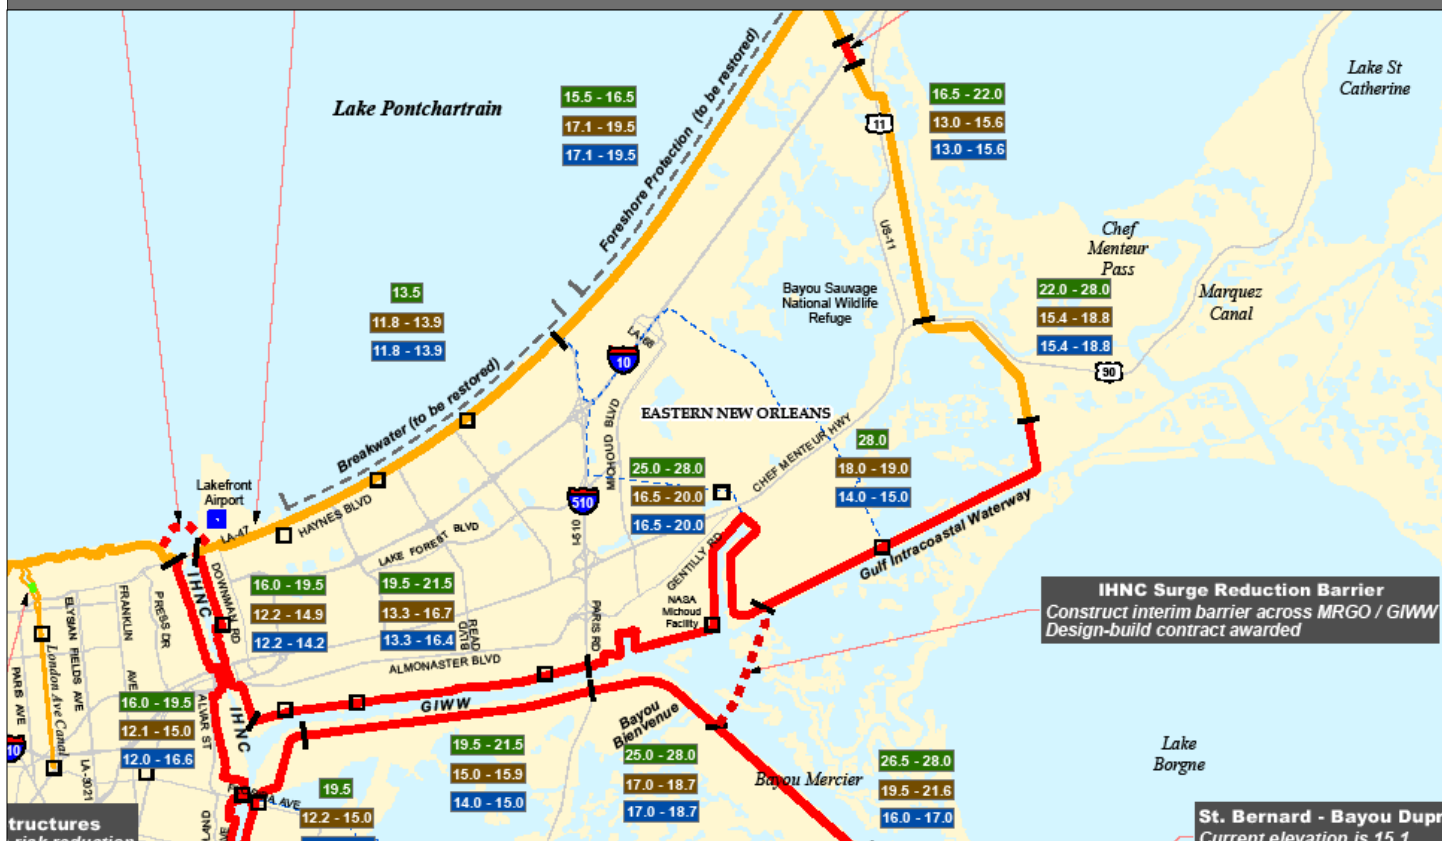 Lake Pontchartrain
15.5 - 16.5
17.1 - 19.5
17.1 - 19.5
Foreshore Protection (to be restored)
16.5 - 22.0
13.0 - 15.6
13.0 - 15.6
11
US-11
Lake St
Catherine
Chef
Menteur
Pass
Marquez
Canal
22.0 - 28.0
15.4 - 18.8
15.4 - 18.8
90
Bayou Sauvage
National Wildlife
Refuge
13.5
11.8 - 13.9
11.8 - 13.9
Breakwater (to be restored)
10
EASTERN NEW ORLEANS
MICHOUD BLVD
CHEF MENTEUR HWY
28.0
18.0 - 19.0
14.0 - 15.0
25.0 - 28.0
16.5 - 20.0
16.5 - 20.0
510
I-510
Lakefront
Airport
LA-47
HAYNES BLVD
LAKE FOREST BLVD
GENTILLY RD
Gulf Intracoastal Waterway
IHNC
DOWNMAN RD
16.0 - 19.5
12.2 - 14.9
12.2 - 14.2
19.5 - 21.5
13.3 - 16.7
13.3 - 16.4
READ
BLVD
PARIS RD
NASA
Michoud
Facility
ALMONASTER BLVD
IHNC Surge Reduction Barrier
Construct interim barrier across MRGO / GIWW
Design-build contract awarded
PARIS AVE
London Ave Canal
ELYSIAN FIELDS AVE
FRANKLIN AVE
PRESS DR
16.0 - 19.5
12.1 - 15.0
12.0 - 16.6
ALVAR ST
IHNC
GIWW
10
LA-3021
19.5 - 21.5
15.0 - 15.9
14.0 - 15.0
Bayou
Bienvenue
25.0 - 28.0
17.0 - 18.7
17.0 - 18.7
Bayou Mercier
26.5 - 28.0
19.5 - 21.6
16.0 - 17.0
Lake
Borgne
19.5
12.2 - 15.0
AVE
tructures
risk reduction
St. Bernard - Bayou Dupr
Current elevation is 15.1